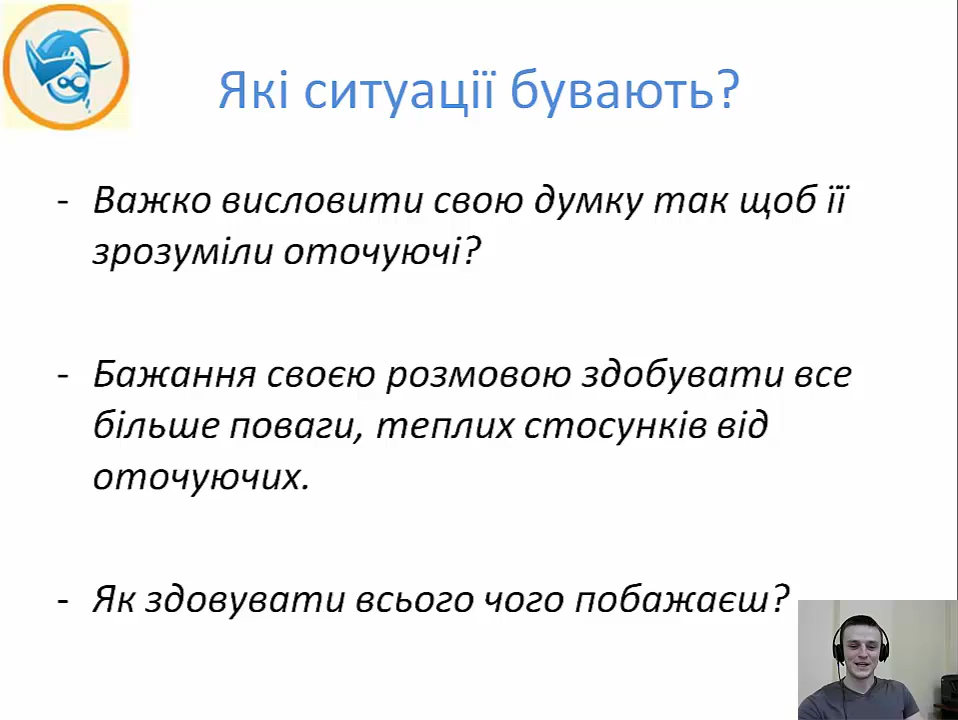 Які ситуації бувають?
- Важко висловити свою думку так щоб її
зрозуміли оточуючі?
- Бажання своєю розмовою здобувати все
більше поваги, теплих стосунків від
оточуючих.
- Як здовувати всього чого побажаєш?